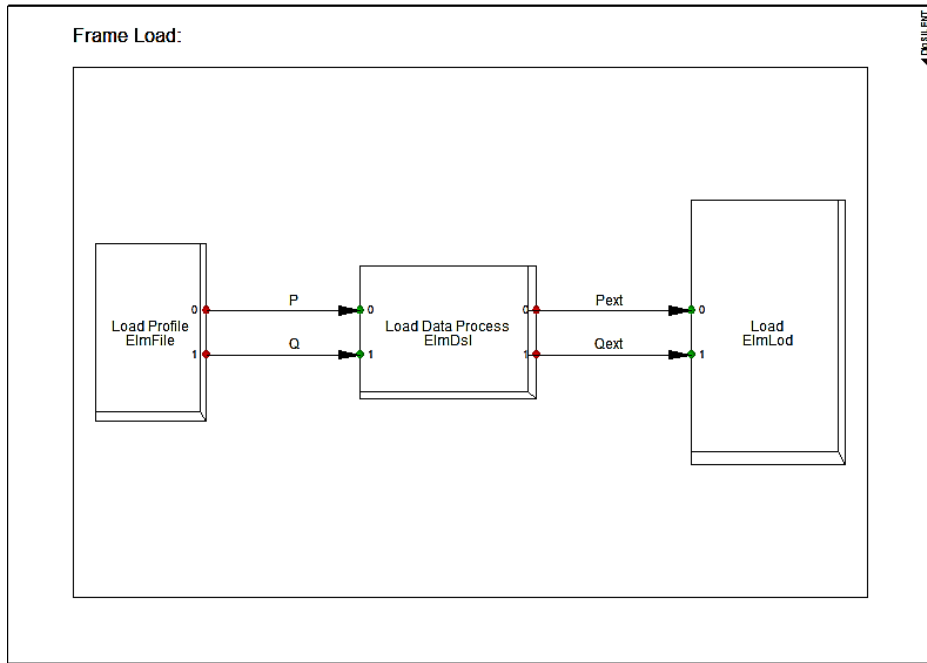 Frame Load:
DIgSILENT
P
0 0
Load Profile
ElmFile
Q
1 1
Load Data Process
ElmDsl
Pext
0 0
Qext
1 1
Load
ElmLod